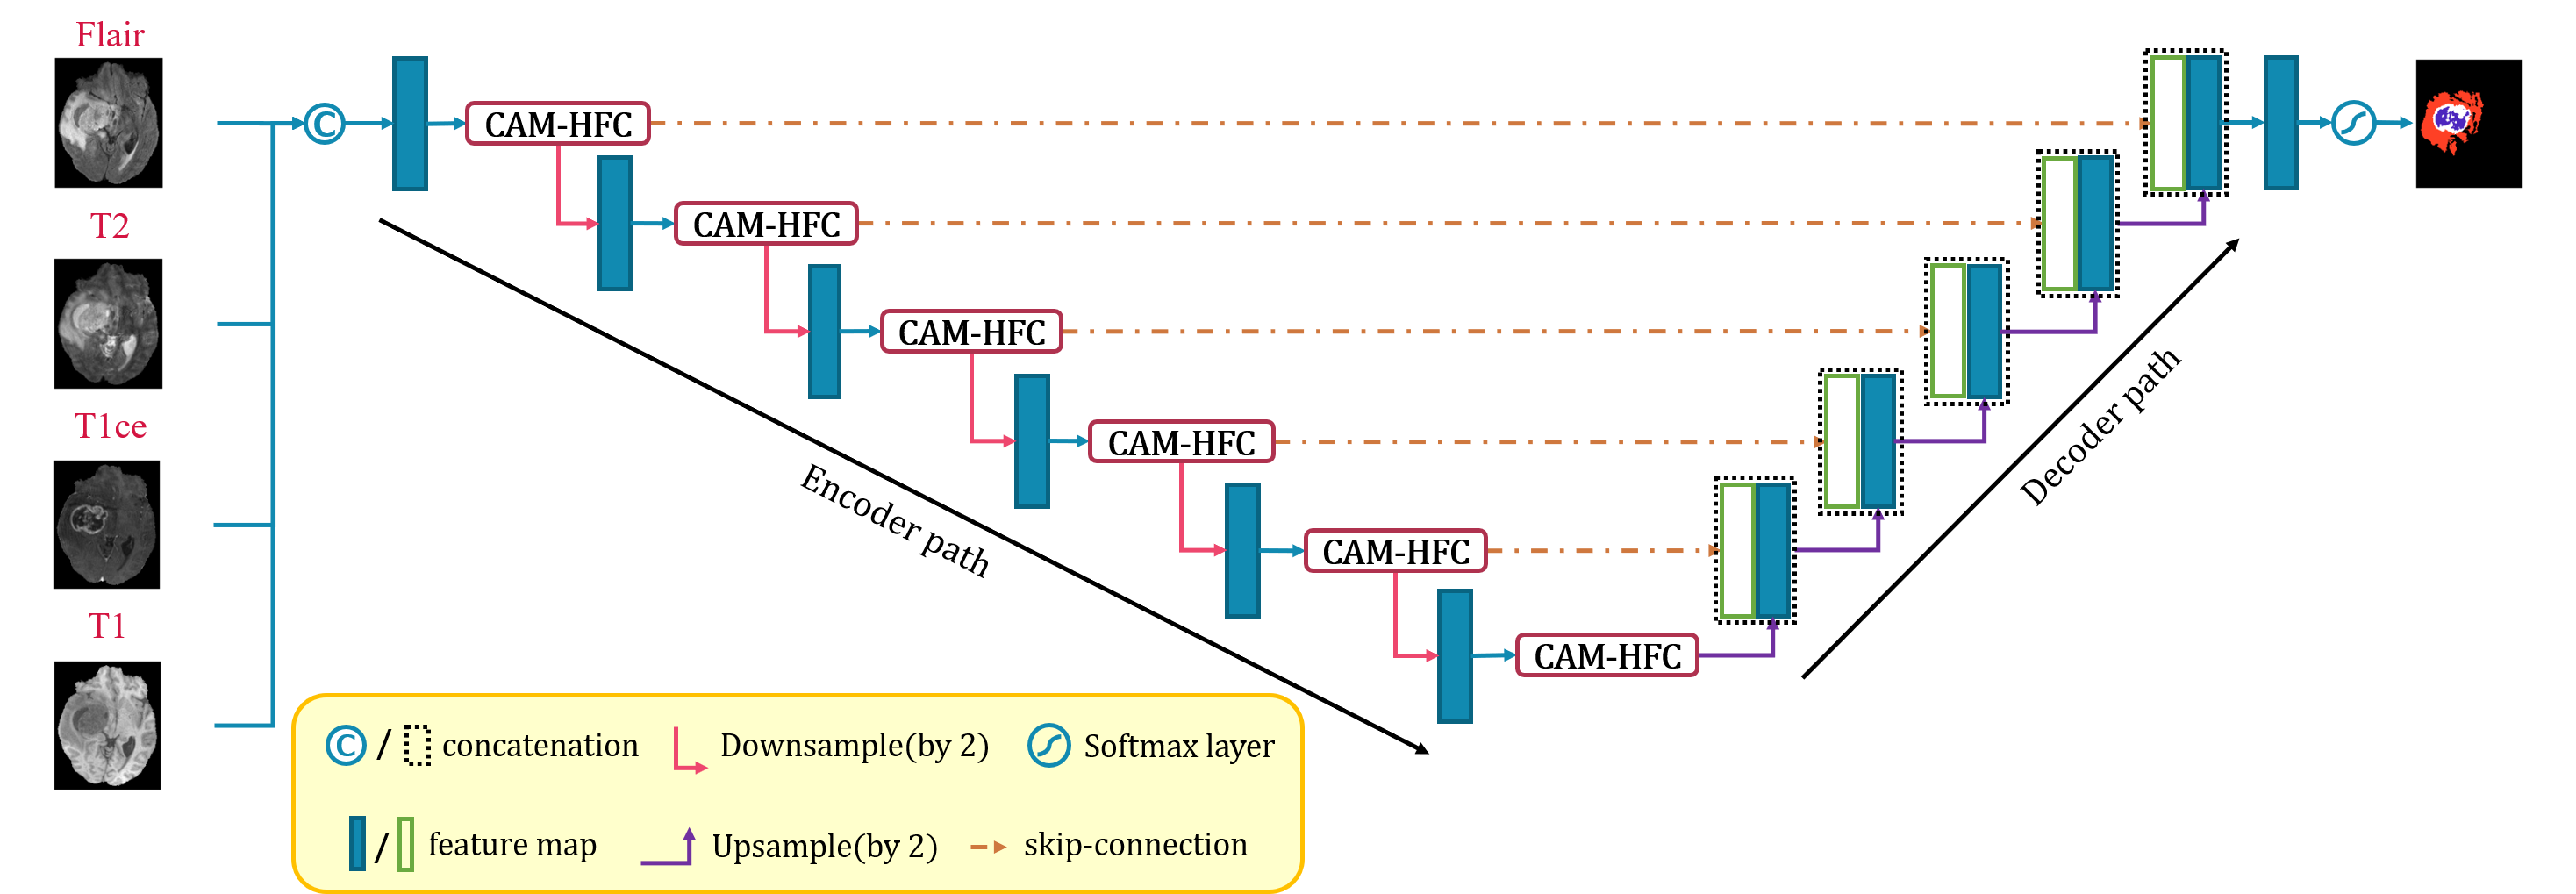 Flair
T2
T1ce
T1
©
CAM-HFC
CAM-HFC
CAM-HFC
CAM-HFC
CAM-HFC
CAM-HFC
Encoder path
Decoder path
© / concatenation
Downsample(by 2)
Softmax layer
/ feature map
Upsample(by 2)
skip-connection